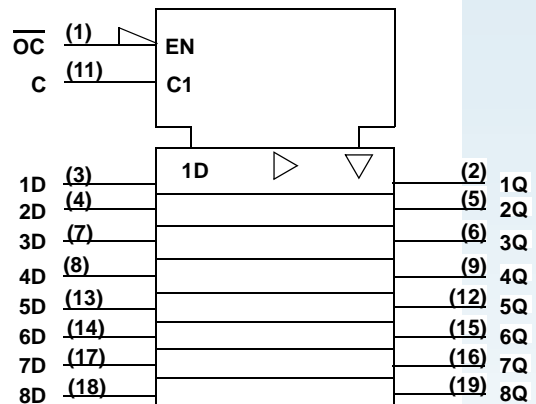 OC (1) EN
C (11) C1
1D
1D (3) (2) 1Q
2D (4) (5) 2Q
3D (7) (6) 3Q
4D (8) (9) 4Q
5D (13) (12) 5Q
6D (14) (15) 6Q
7D (17) (16) 7Q
8D (18) (19) 8Q